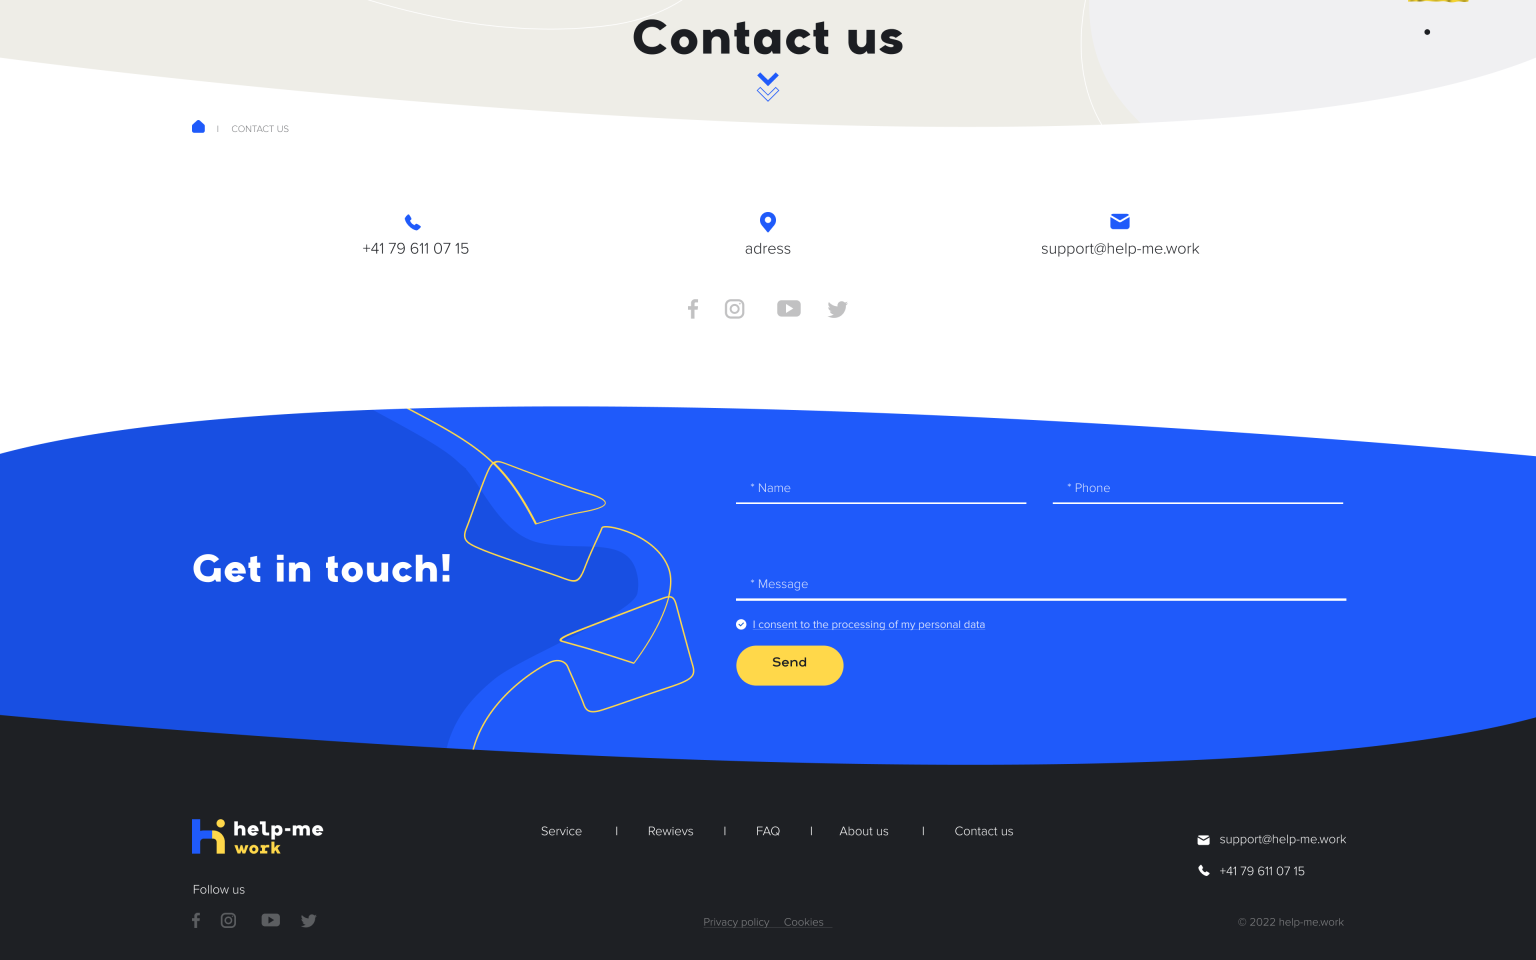 Contact us
CONTACT US
+41 79 611 07 15
adress
support@help-me.work
* Name
* Phone
Get in touch!
* Message
I consent to the processing of my personal data
Send
help-me
work
Service | Rewievs | FAQ | About us | Contact us
support@help-me.work
+41 79 611 07 15
Follow us
Privacy policy Cookies
© 2022 help-me.work